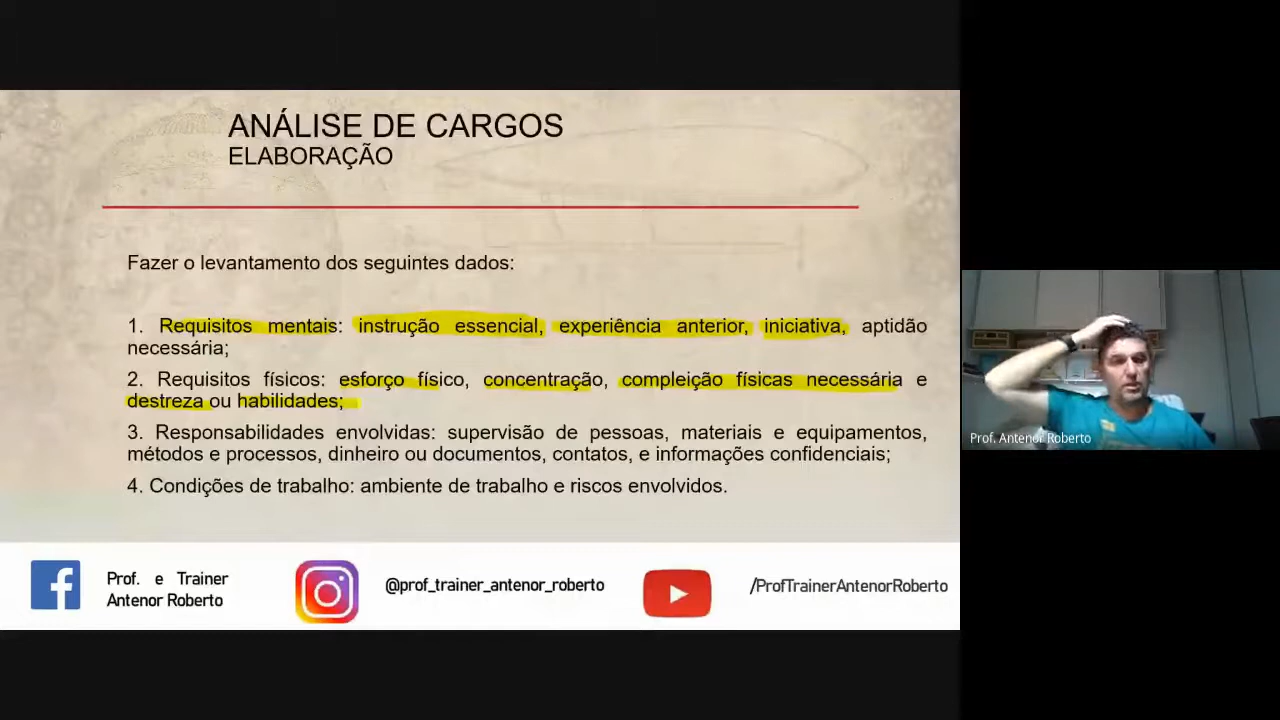 ANÁLISE DE CARGOS
ELABORAÇÃO
Fazer o levantamento dos seguintes dados:
1. Requisitos mentais: instrução essencial, experiência anterior, iniciativa, aptidão
necessária;
2. Requisitos físicos: esforço físico, concentração, compleição físicas necessária e
destreza ou habilidades;
3. Responsabilidades envolvidas: supervisão de pessoas, materiais e equipamentos,
métodos e processos, dinheiro ou documentos, contatos, e informações confidenciais;
4. Condições de trabalho: ambiente de trabalho e riscos envolvidos.
Prof. e Trainer
Antenor Roberto
@prof_trainer_antenor_roberto
/ProfTrainerAntenorRoberto
Prof. Antenor Roberto